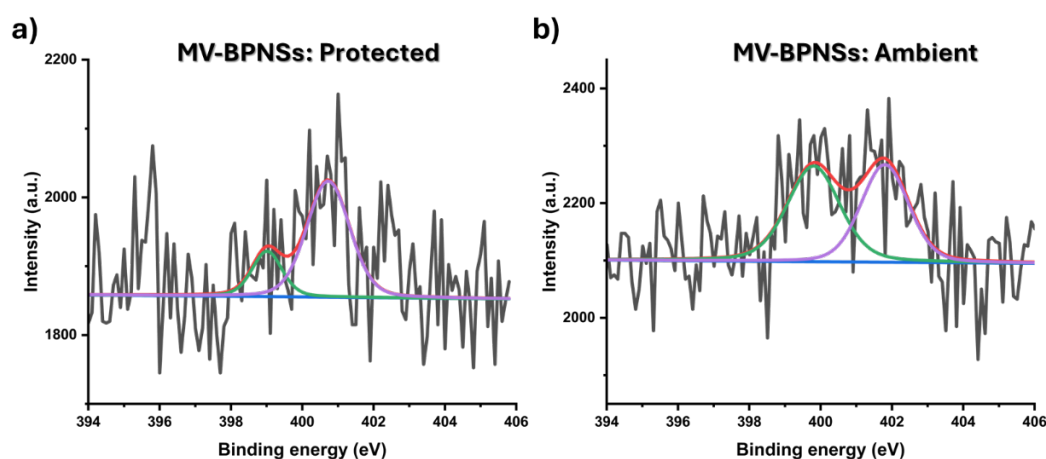 a)
MV-BPNSs: Protected
2200
2000
1800
Intensity (a.u.)
394 396 398 400 402 404 406
Binding energy (eV)
b)
MV-BPNSs: Ambient
2400
2200
2000
Intensity (a.u.)
394 396 398 400 402 404 406
Binding energy (eV)